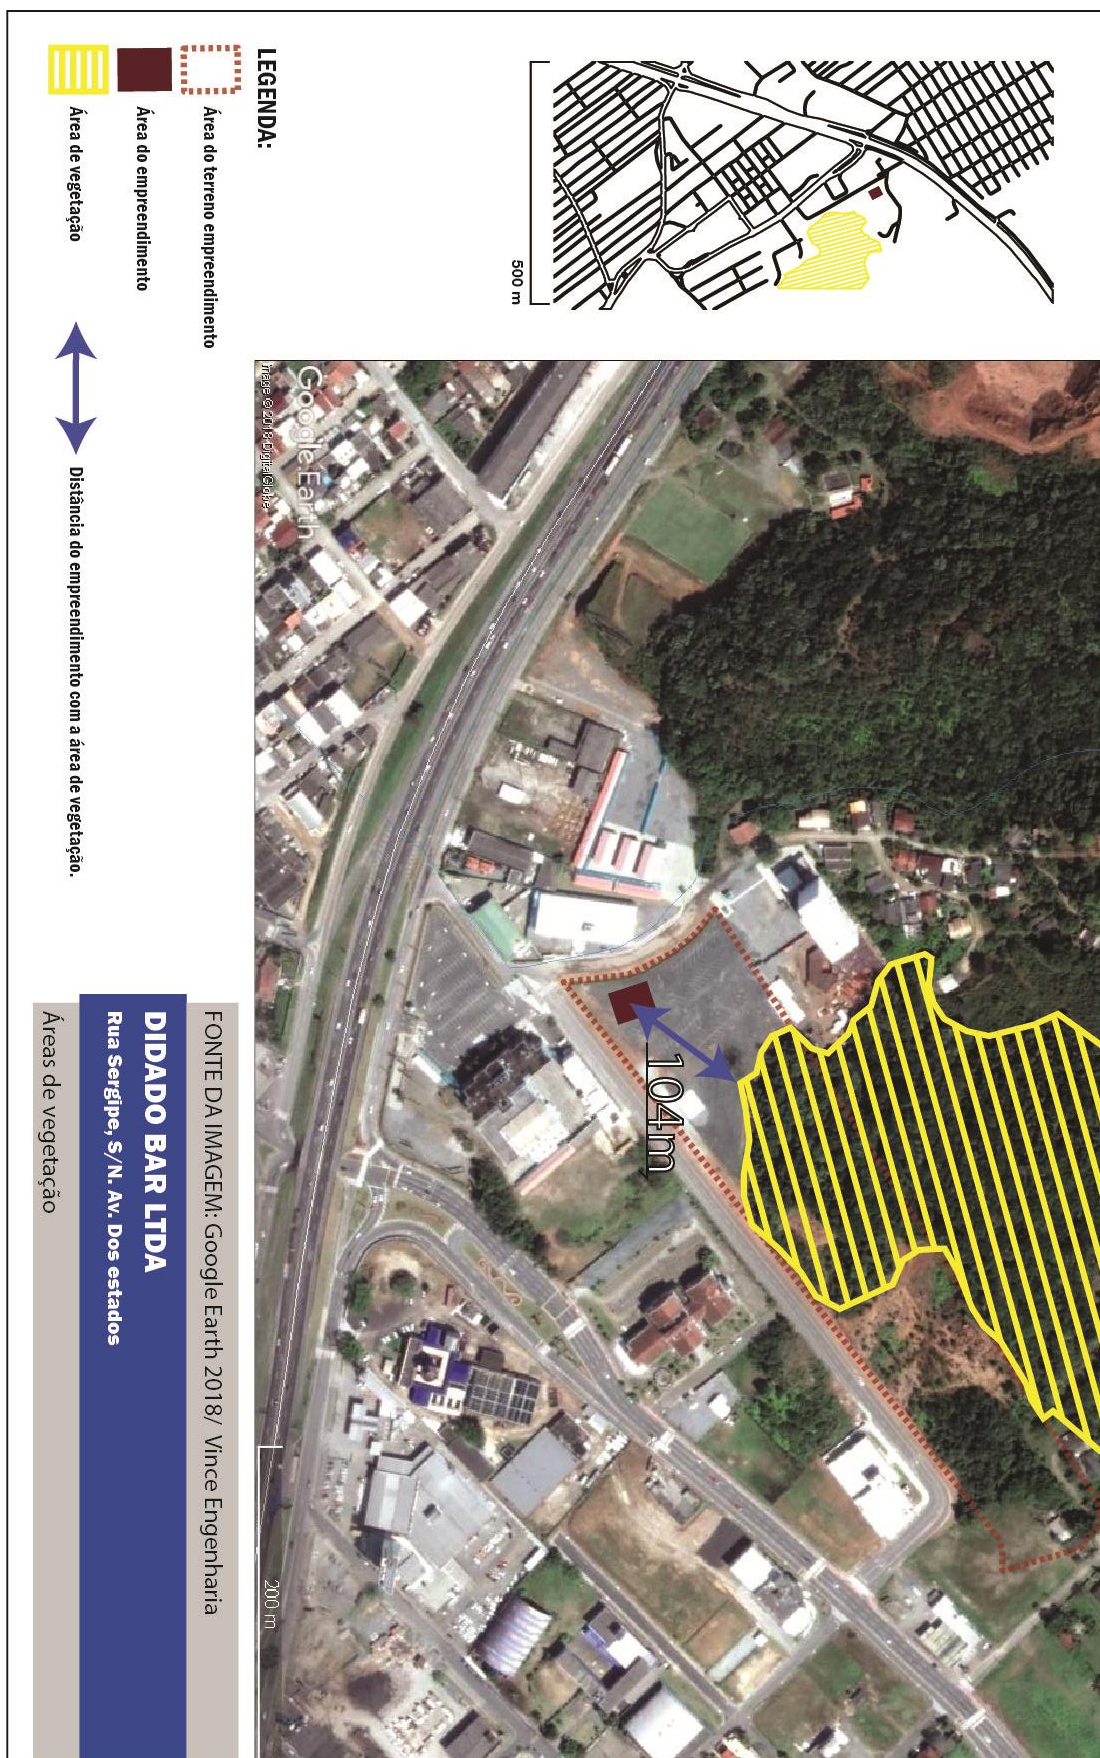 500 m
LEGENDA:
Área do terreno empreendimento
Área do empreendimento
Área de vegetação
Distância do empreendimento com a área de vegetação.
Google Earth
Image © 2018 DigitalGlobe
104m
200 m
FONTE DA IMAGEM: Google Earth 2018/ Vince Engenharia
DIDADO BAR LTDA
Rua Sergipe, S/N. Av. Dos estados
Áreas de vegetação